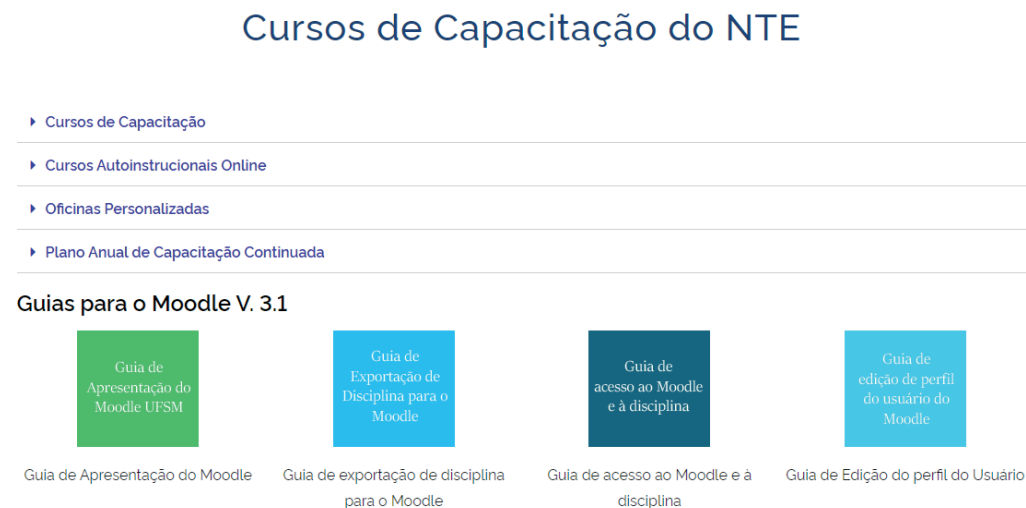 Cursos de Capacitação do NTE
Cursos de Capacitação
Cursos Autoinstrucionais Online
Oficinas Personalizadas
Plano Anual de Capacitação Continuada
Guias para o Moodle V. 3.1
Guia de
Apresentação do
Moodle UFSM
Guia de
Exportação de
Disciplina para o
Moodle
Guia de
acesso ao Moodle
e à disciplina
Guia de
edição de perfil
do usuário do
Moodle
Guia de Apresentação do Moodle
Guia de exportação de disciplina
para o Moodle
Guia de acesso ao Moodle e à
disciplina
Guia de Edição do perfil do Usuário